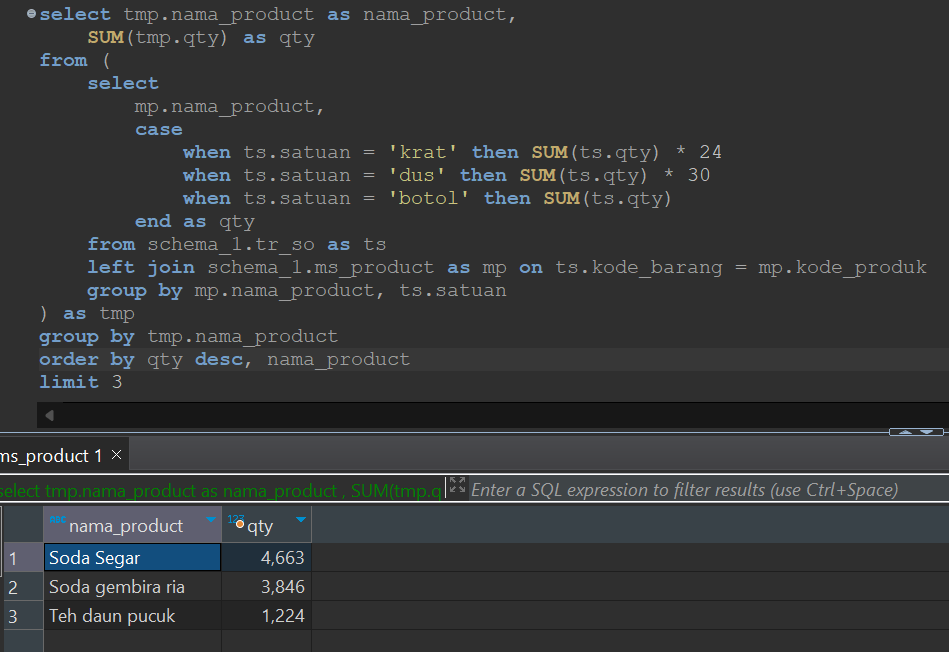 select tmp.nama_product as nama_product,
    SUM(tmp.qty) as qty
from (
    select
        mp.nama_product,
        case
            when ts.satuan = 'krat' then SUM(ts.qty) * 24
            when ts.satuan = 'dus' then SUM(ts.qty) * 30
            when ts.satuan = 'botol' then SUM(ts.qty)
        end as qty
    from schema_1.tr_so as ts
    left join schema_1.ms_product as mp on ts.kode_barang = mp.kode_produk
    group by mp.nama_product, ts.satuan
) as tmp
group by tmp.nama_product
order by qty desc, nama_product
limit 3
ms_product 1 ×
select tmp.nama_product as nama_product , SUM(tmp.q Enter a SQL expression to filter results (use Ctrl+Space)
ABC nama_product 123 qty
1 Soda Segar 4,663
2 Soda gembira ria 3,846
3 Teh daun pucuk 1,224